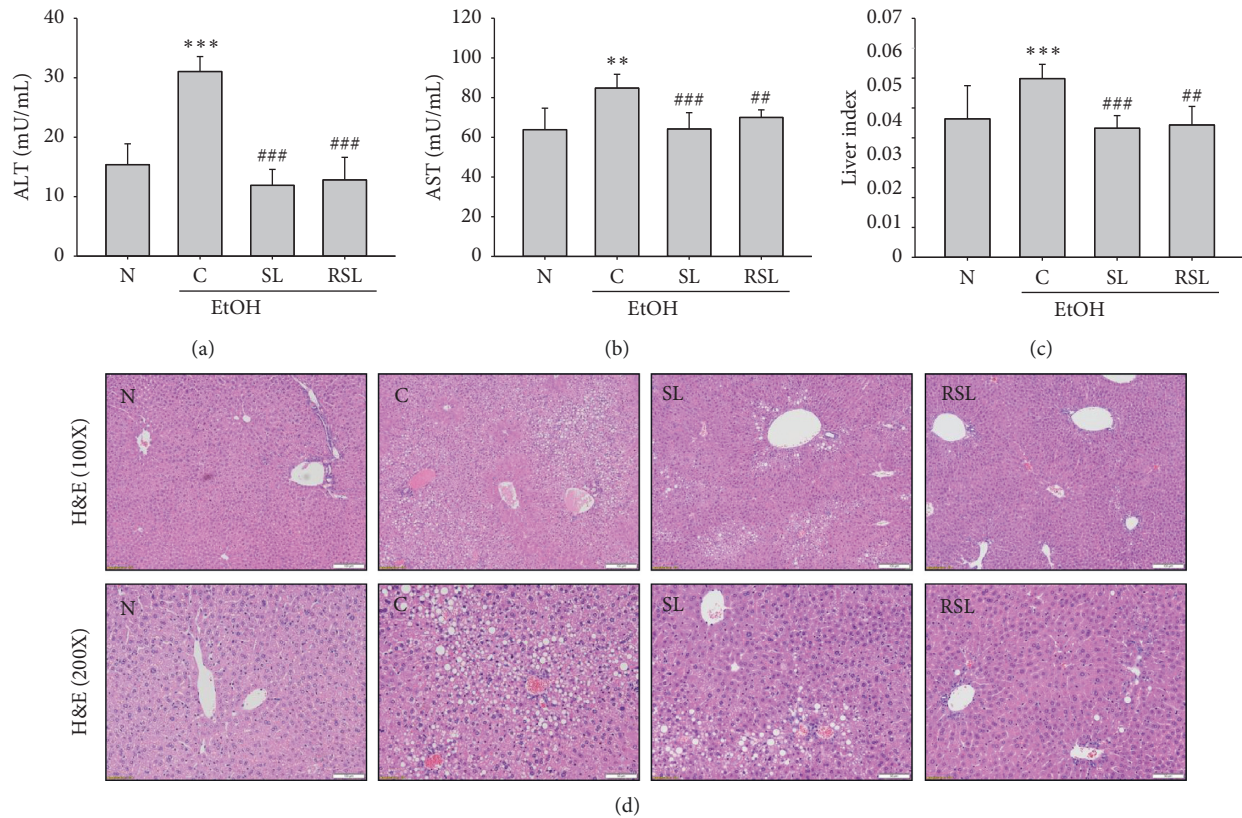 40
30
20
10
0
ALT (mU/mL)
***
###
###
N C SL RSL
EtOH
(a)
120
100
80
60
40
20
0
AST (mU/mL)
**
###
##
N C SL RSL
EtOH
(b)
0.07
0.06
0.05
0.04
0.03
0.02
0.01
0
Liver index
***
###
##
N C SL RSL
EtOH
(c)
H&E (100X)
N C SL RSL
H&E (200X)
N C SL RSL
(d)